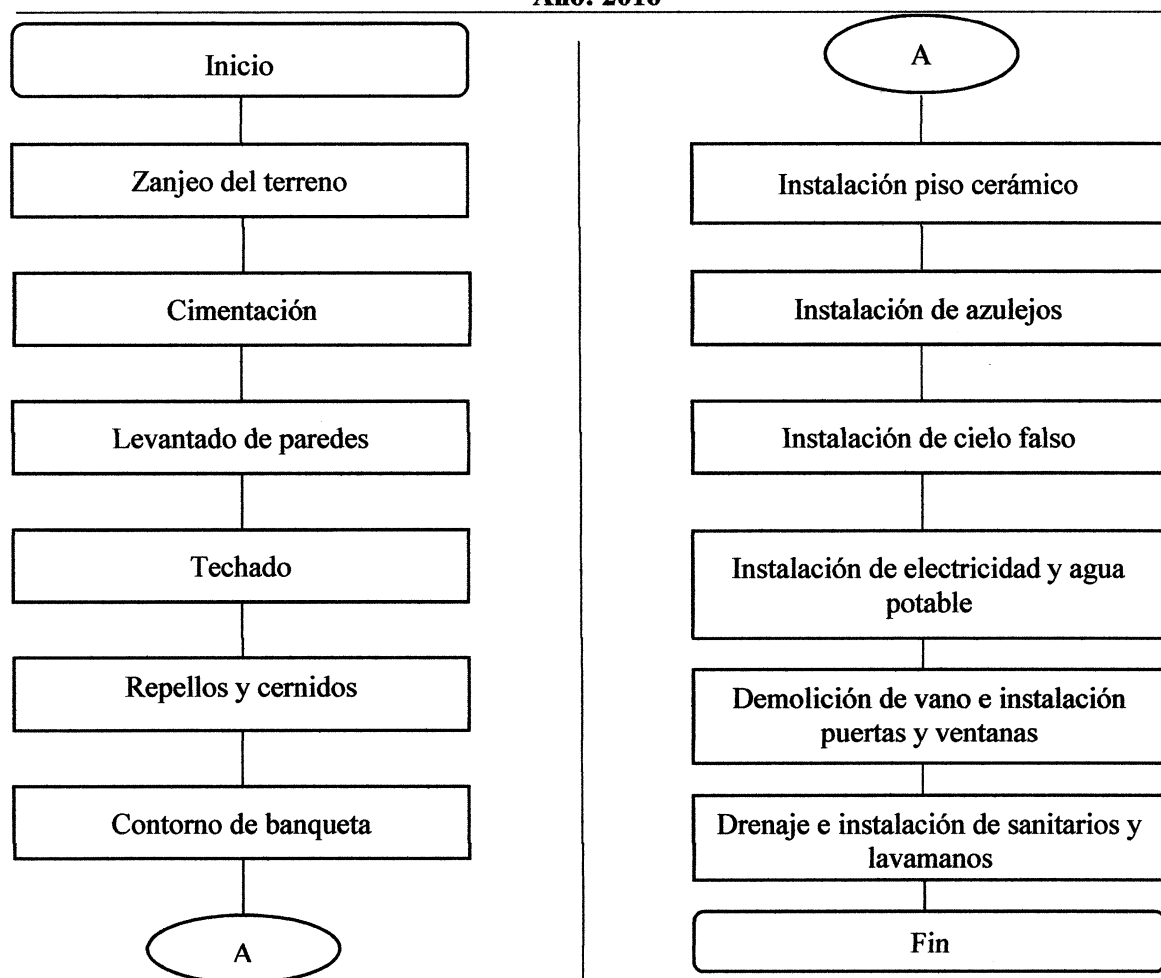 Año: 2018
Inicio
Zanjeo del terreno
Cimentación
Levantado de paredes
Techado
Repellos y cernidos
Contorno de banqueta
A
A
Instalación piso cerámico
Instalación de azulejos
Instalación de cielo falso
Instalación de electricidad y agua
potable
Demolición de vano e instalación
puertas y ventanas
Drenaje e instalación de sanitarios y
lavamanos
Fin